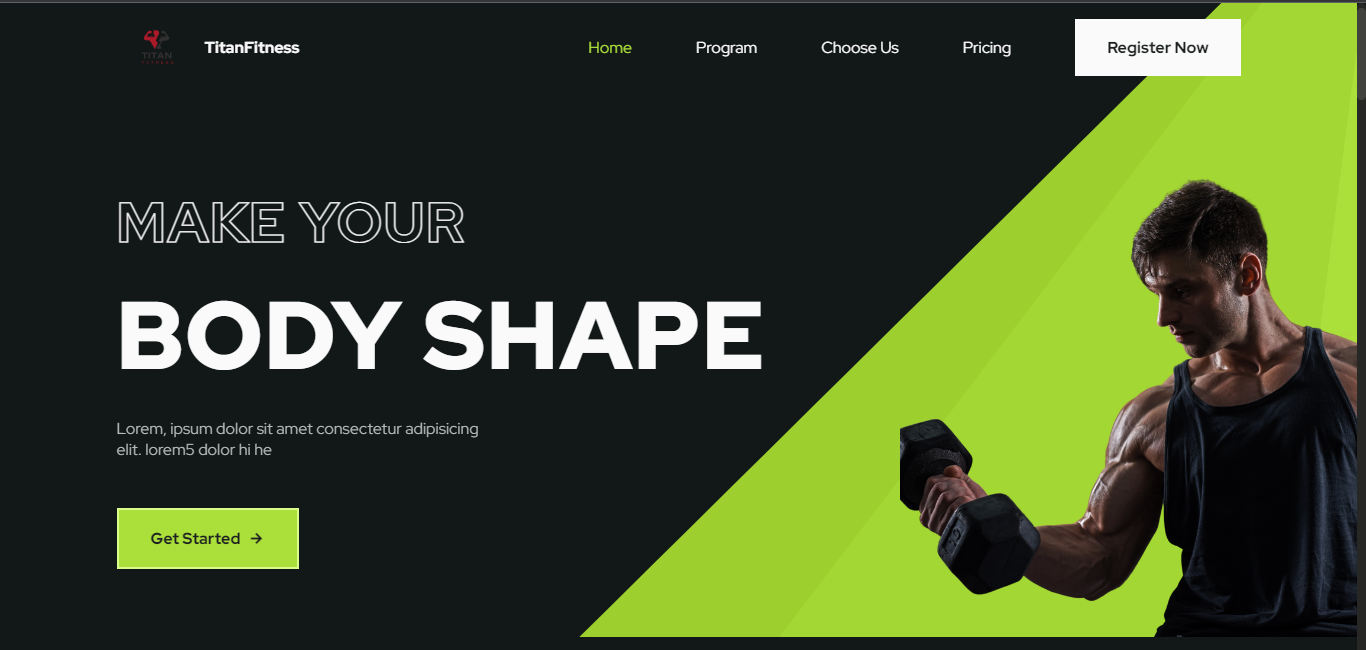 TITAN
FITNESS
TitanFitness
Home
Program
Choose Us
Pricing
Register Now
MAKE YOUR
BODY SHAPE
Lorem, ipsum dolor sit amet consectetur adipisicing
elit. lorem5 dolor hi he
Get Started →